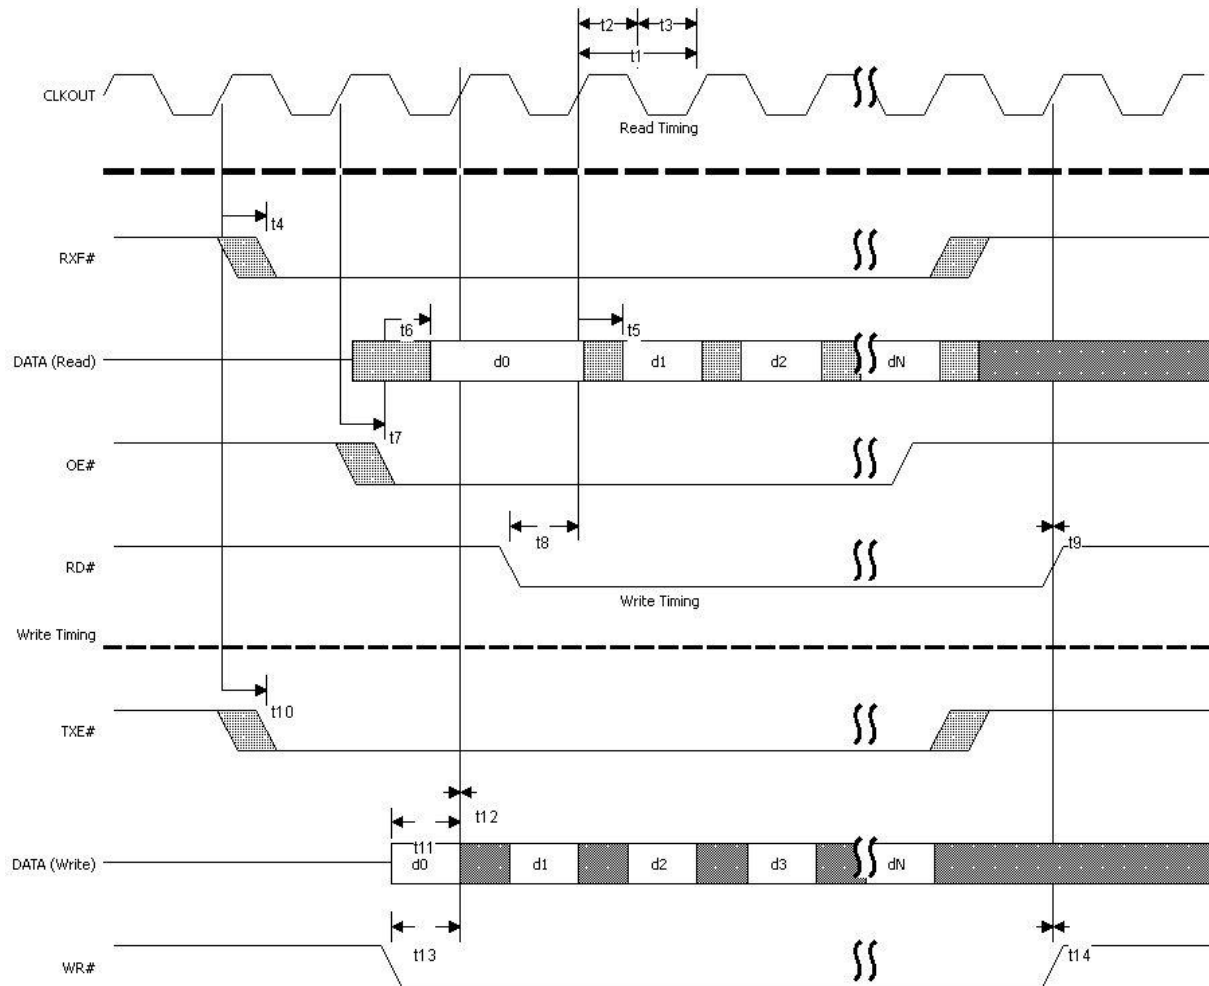 t2 t3
t1
CLKOUT
Read Timing
t4
RXF#
t6 t5
DATA (Read) d0 d1 d2 dN
t7
OE#
t8 t9
RD#
Write Timing
Write Timing
t10
TXE#
t12
t11
DATA (Write) d0 d1 d2 d3 dN
t13 t14
WR#